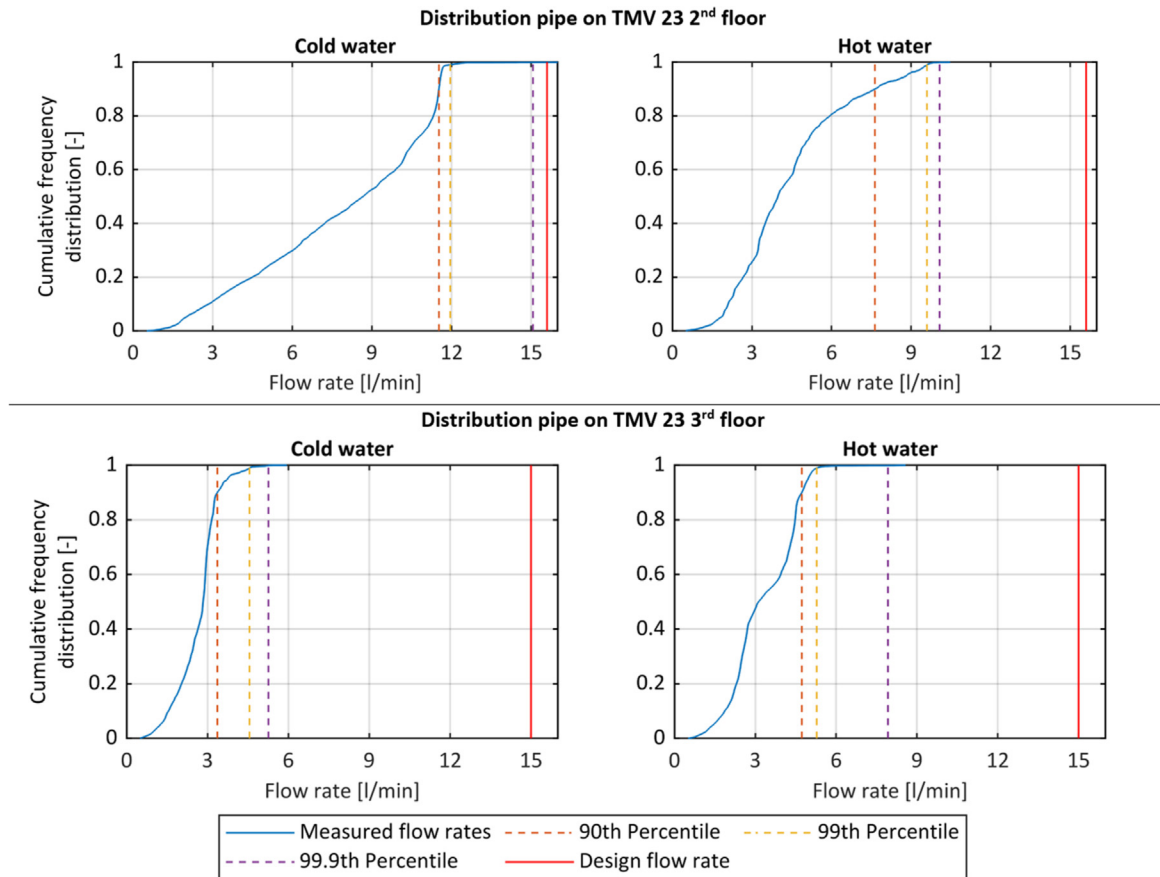 Distribution pipe on TMV 23 2nd floor
Cold water
Hot water
Cumulative frequency
distribution [-]
1
0.8
0.6
0.4
0.2
0
0 3 6 9 12 15
Flow rate [l/min]
1
0.8
0.6
0.4
0.2
0
0 3 6 9 12 15
Flow rate [l/min]
Distribution pipe on TMV 23 3rd floor
Cold water
Hot water
Cumulative frequency
distribution [-]
1
0.8
0.6
0.4
0.2
0
0 3 6 9 12 15
Flow rate [l/min]
1
0.8
0.6
0.4
0.2
0
0 3 6 9 12 15
Flow rate [l/min]
Measured flow rates 90th Percentile 99th Percentile
99.9th Percentile Design flow rate